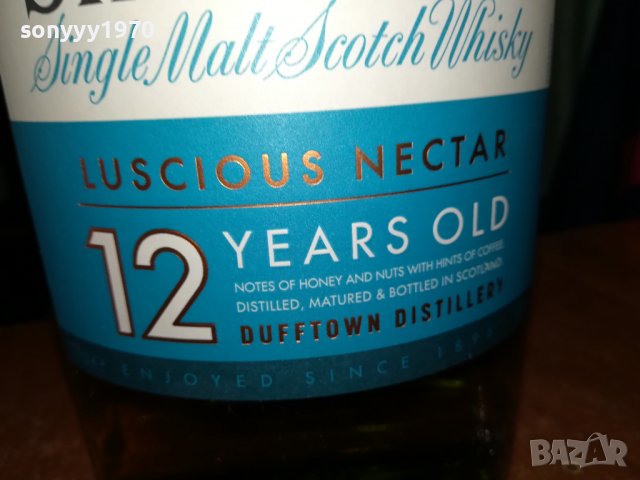 sonyyy1970
Single Malt Scotch Whisky
LUSCIOUS NECTAR
12 YEARS OLD
NOTES OF HONEY AND NUTS WITH HINTS OF COFFEE.
DISTILLED, MATURED & BOTTLED IN SCOTLAND
DUFFTOWN DISTILLERY
ENJOYED SINCE
BAZAR